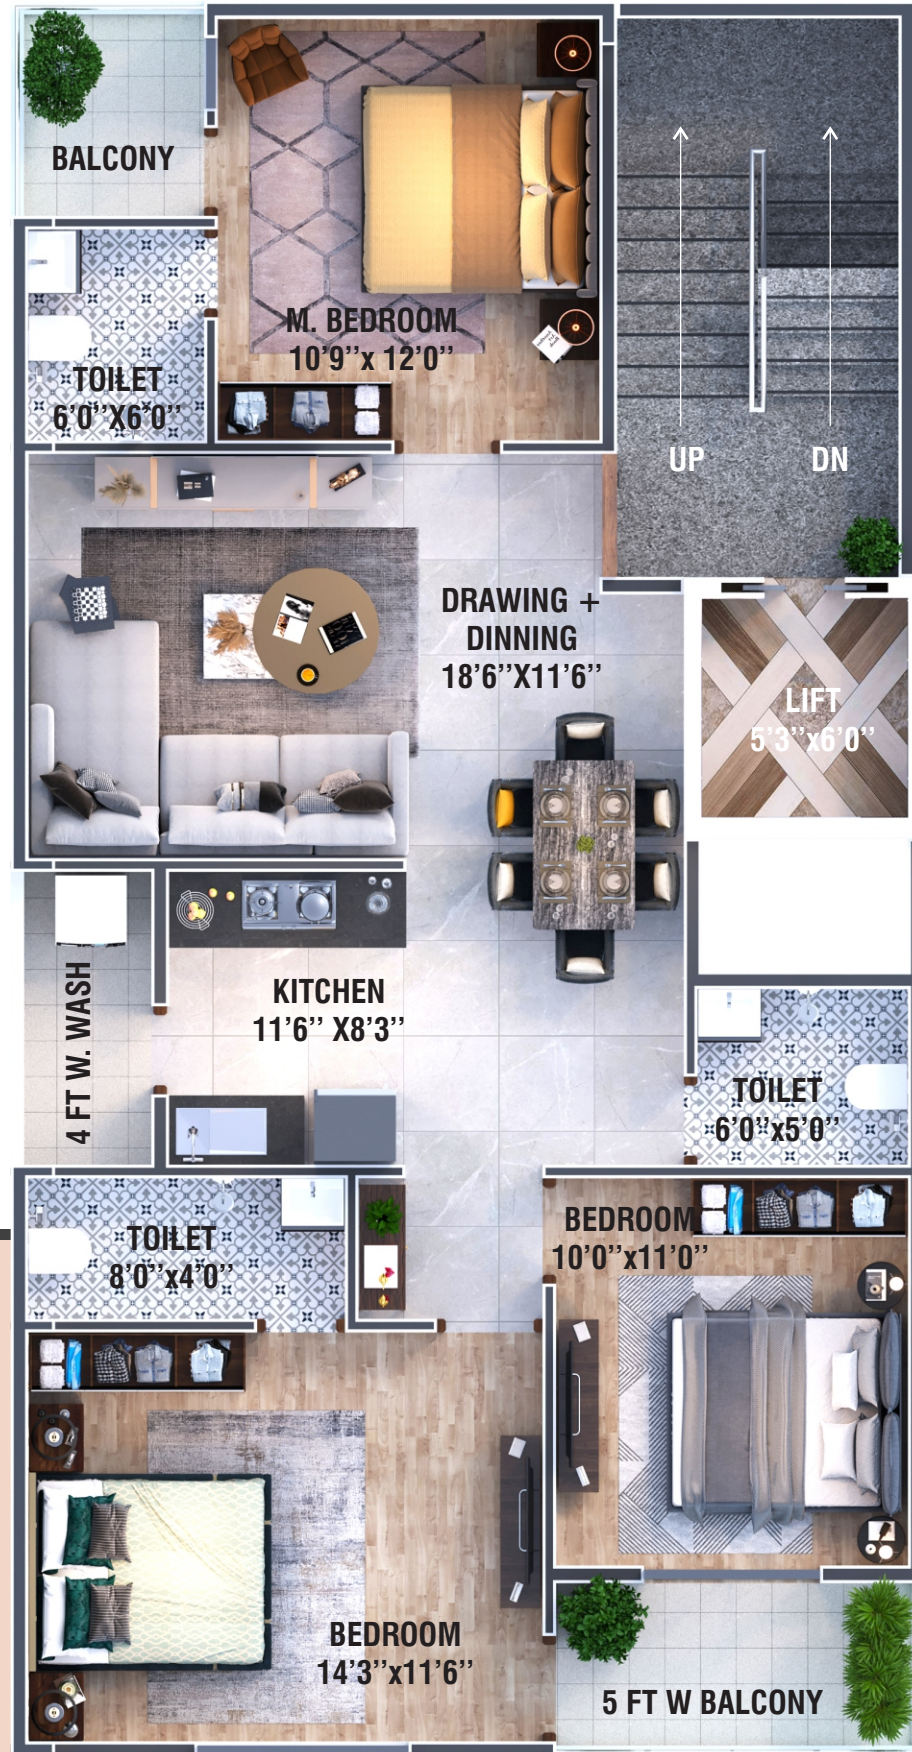 BALCONY
M. BEDROOM
10'9''x 12'0''
TOILET
6'0''X6'0''
UP
DN
DRAWING +
DINNING
18'6''X11'6''
LIFT
5'3''x6'0''
KITCHEN
11'6'' X8'3''
4 FT W. WASH
TOILET
6'0''x5'0''
TOILET
8'0''x4'0''
BEDROOM
10'0''x11'0''
BEDROOM
14'3''x11'6''
5 FT W BALCONY